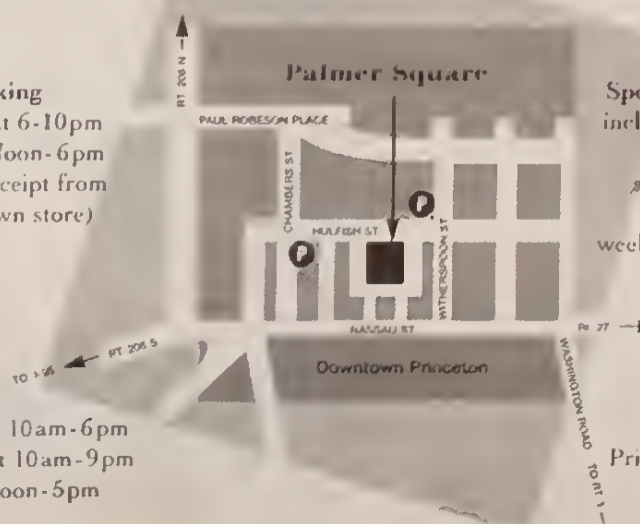 RT 206 N
Palmer Square
king
t 6-10pm
oon-6pm
ceipt from
wn store)
Spe
incl
PAUL ROBESON PLACE
CHAMBERS ST
P
HULFISH ST
P
WITHERSPOON ST
week
NASSAU ST
Rt 27
RT 206 S
TO I-95
Downtown Princeton
WASHINGTON ROAD
TO RT 1
10am-6pm
t 10am-9pm
oon-5pm
Pri